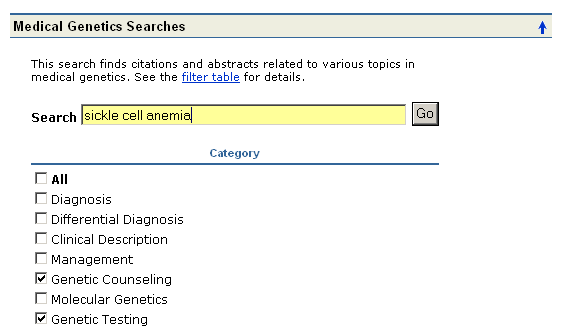 Medical Genetics Searches
This search finds citations and abstracts related to various topics in
medical genetics. See the filter table for details.
Search sickle cell anemia Go
Category
All
Diagnosis
Differential Diagnosis
Clinical Description
Management
Genetic Counseling
Molecular Genetics
Genetic Testing